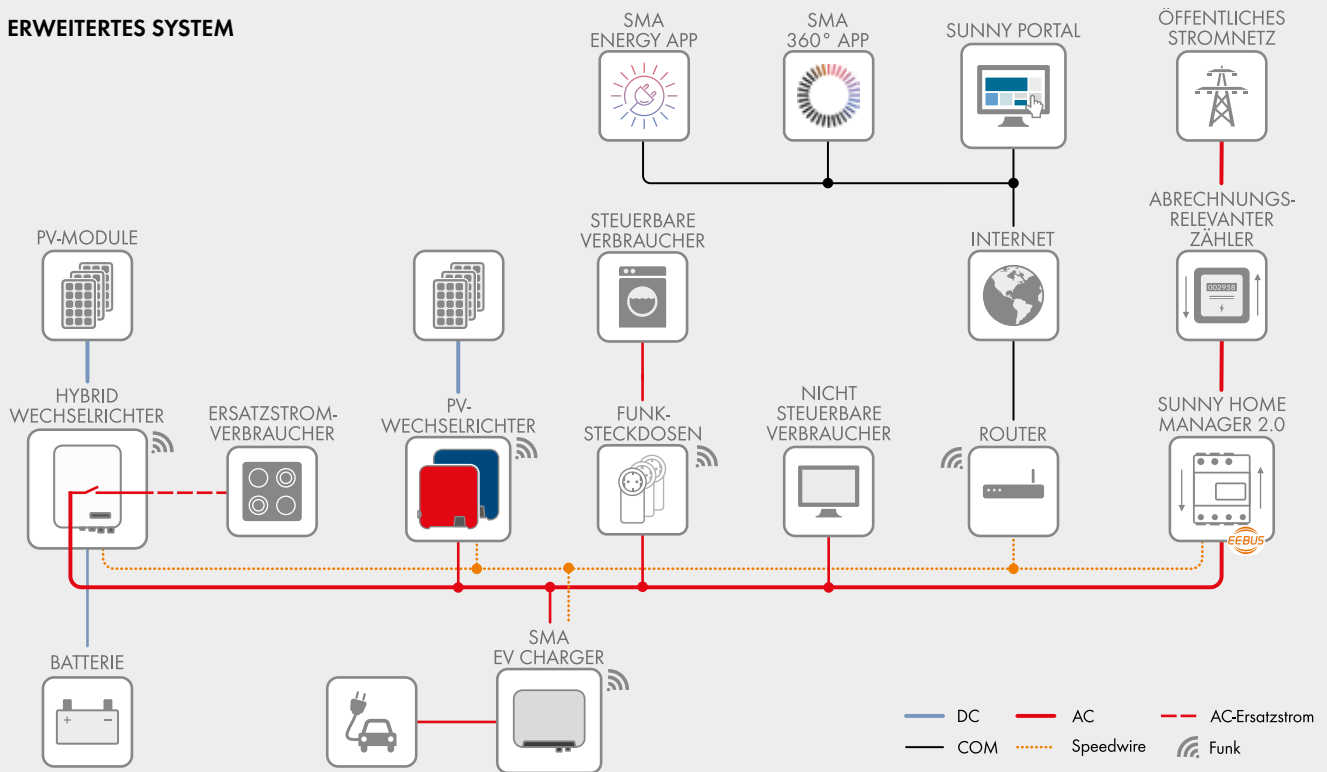 ERWEITERTES SYSTEM
SMA
ENERGY APP
SMA
360° APP
SUNNY PORTAL
ÖFFENTLICHES
STROMNETZ
PV-MODULE
STEUERBARE
VERBRAUCHER
INTERNET
ABRECHNUNGS-
RELEVANTER
ZÄHLER
002958
HYBRID
WECHSELRICHTER
ERSATZSTROM-
VERBRAUCHER
PV-
WECHSELRICHTER
FUNK-
STECKDOSEN
NICHT
STEUERBARE
VERBRAUCHER
ROUTER
SUNNY HOME
MANAGER 2.0
EEBUS
BATTERIE
+ −
SMA
EV CHARGER
DC
AC
AC-Ersatzstrom
COM
Speedwire
Funk